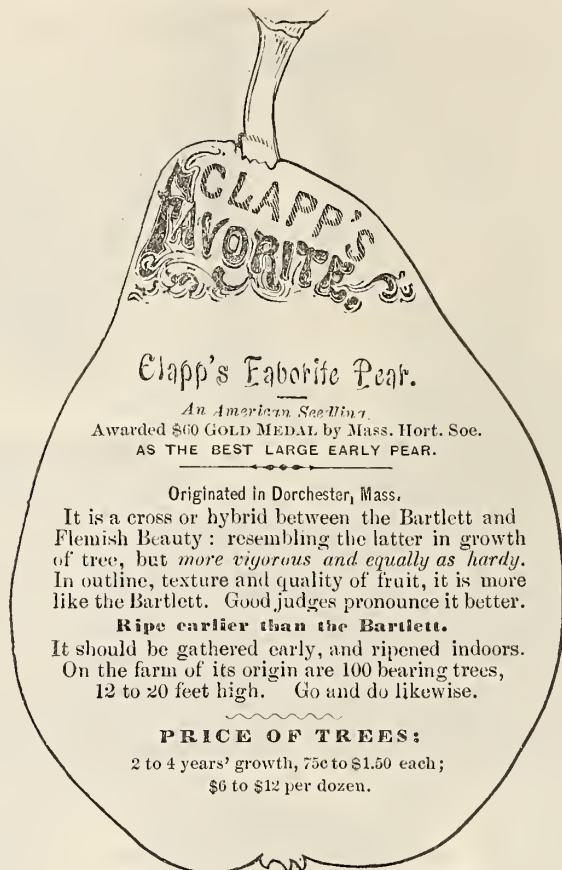 CLAPP'S
FAVORITE.
Clapp's Favorite Pear.
An American Seedling.
Awarded $60 GOLD MEDAL by Mass. Hort. Soc.
AS THE BEST LARGE EARLY PEAR.
Originated in Dorchester, Mass.
It is a cross or hybrid between the Bartlett and
Flemish Beauty : resembling the latter in growth
of tree, but more vigorous and equally as hardy.
In outline, texture and quality of fruit, it is more
like the Bartlett. Good judges pronounce it better.
Ripe earlier than the Bartlett.
It should be gathered early, and ripened indoors.
On the farm of its origin are 100 bearing trees,
12 to 20 feet high. Go and do likewise.
PRICE OF TREES:
2 to 4 years' growth, 75c to $1.50 each;
$6 to $12 per dozen.